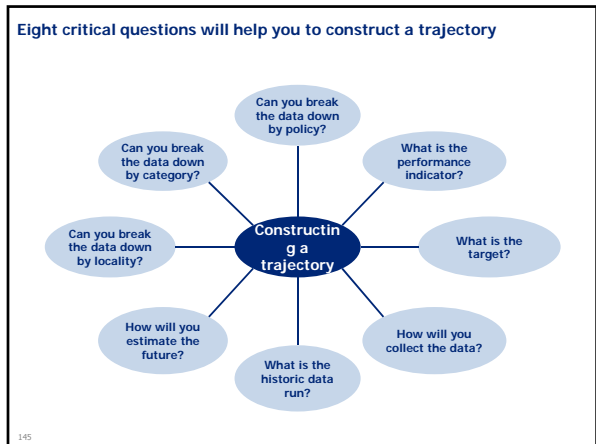 Eight critical questions will help you to construct a trajectory
Can you break
the data down
by policy?
What is the
performance
indicator?
What is the
target?
How will you
collect the data?
What is the
historic data
run?
How will you
estimate the
future?
Can you break
the data down
by locality?
Can you break
the data down
by category?
Constructin
g a
trajectory
145